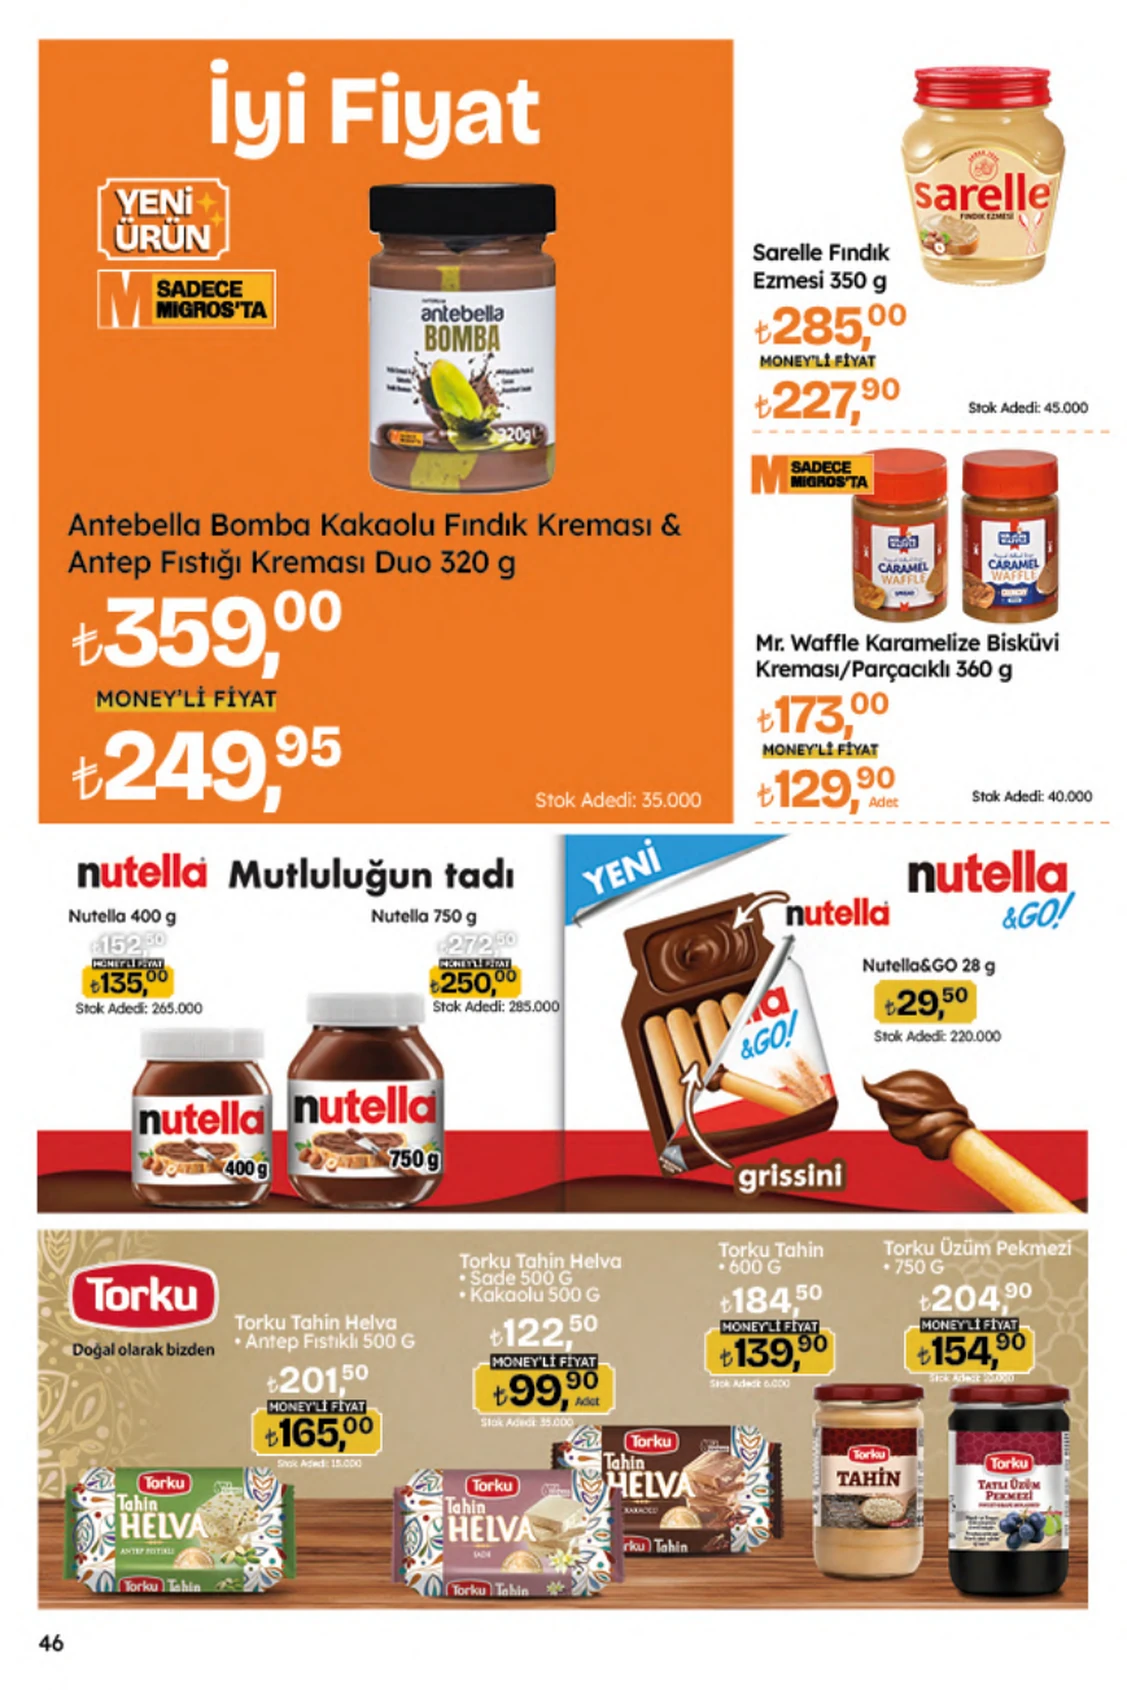 İyi Fiyat
YENİ
ÜRÜN
M SADECE
MİGROS'TA
antebella
BOMBA
320g
Antebella Bomba Kakaolu Fındık Kreması &
Antep Fıstığı Kreması Duo 320 g
₺359,00
MONEY'Lİ FİYAT
₺249,95
Stok Adedi: 35.000
sarelle
FINDIK EZMESİ
Sarelle Fındık
Ezmesi 350 g
₺285,00
MONEY'Lİ FİYAT
₺227,90
Stok Adedi: 45.000
M SADECE
MİGROS'TA
CARAMEL
WAFFLE
SPREAD
CARAMEL
WAFFLE
CRUNCHY
Mr. Waffle Karamelize Bisküvi
Kreması/Parçacıklı 360 g
₺173,00
MONEY'Lİ FİYAT
₺129,90
Adet
Stok Adedi: 40.000
nutella Mutluluğun tadı
Nutella 400 g
₺152,50
MONEY'Lİ FİYAT
₺135,00
Stok Adedi: 265.000
Nutella 750 g
₺272,50
MONEY'Lİ FİYAT
₺250,00
Stok Adedi: 285.000
nutella
400 g
nutella
750 g
YENİ
nutella
nutella
&GO!
Nutella&GO 28 g
₺29,50
Stok Adedi: 220.000
&GO!
grissini
Torku
Doğal olarak bizden
Torku Tahin Helva
• Antep Fıstıklı 500 G
₺201,50
MONEY'Lİ FİYAT
₺165,00
Stok Adedi: 15.000
Torku Tahin Helva
• Sade 500 G
• Kakaolu 500 G
₺122,50
MONEY'Lİ FİYAT
₺99,90
Adet
Stok Adedi: 35.000
Torku Tahin
• 600 G
₺184,50
MONEY'Lİ FİYAT
₺139,90
Stok Adedi: 6.000
Torku Üzüm Pekmezi
• 750 G
₺204,90
MONEY'Lİ FİYAT
₺154,90
Stok Adedi: 20.000
Torku
Tahin
HELVA
ANTEP FISTIKLI
Torku Tahin
Torku
Tahin
HELVA
SADE
Torku Tahin
Torku
Tahin
HELVA
KAKAOLU
Torku Tahin
Torku
TAHİN
Torku
TATLI ÜZÜM
PEKMEZİ
46